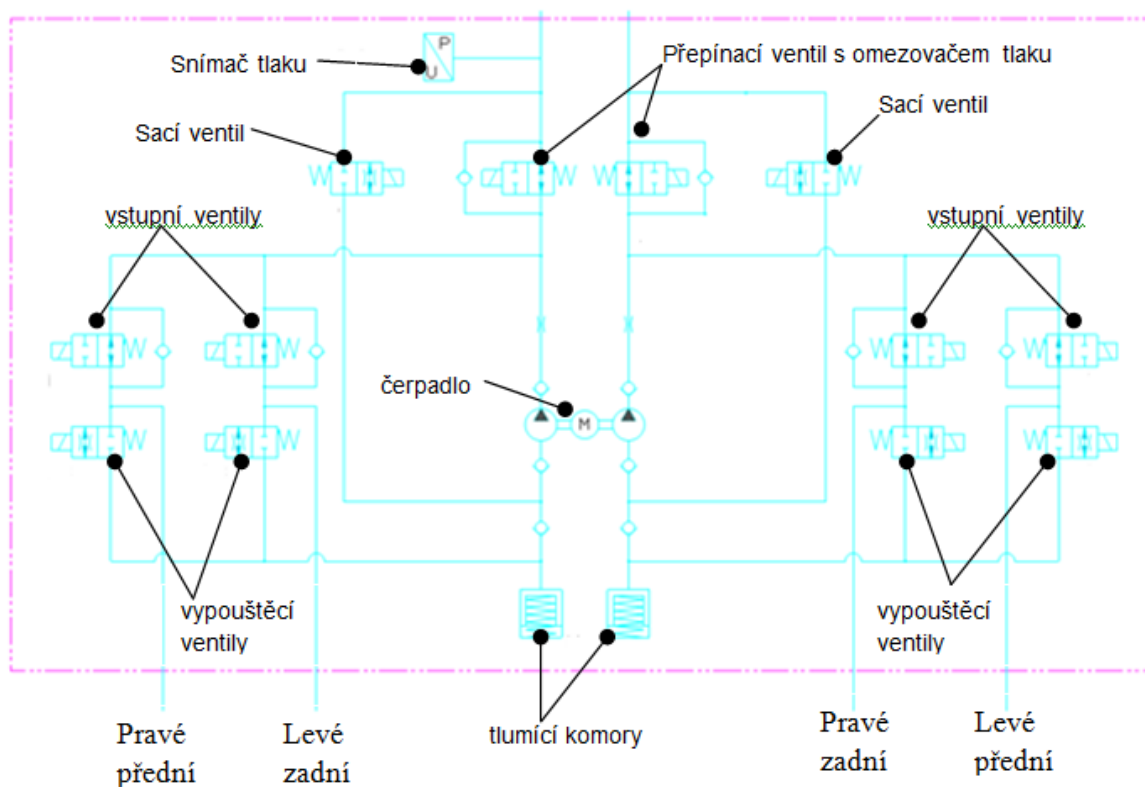 P
U
Snímač tlaku
Přepínací ventil s omezovačem tlaku
Sací ventil
Sací ventil
vstupní ventily
vstupní ventily
čerpadlo
M
vypouštěcí
ventily
vypouštěcí
ventily
tlumící komory
Pravé
přední
Levé
zadní
Pravé
zadní
Levé
přední